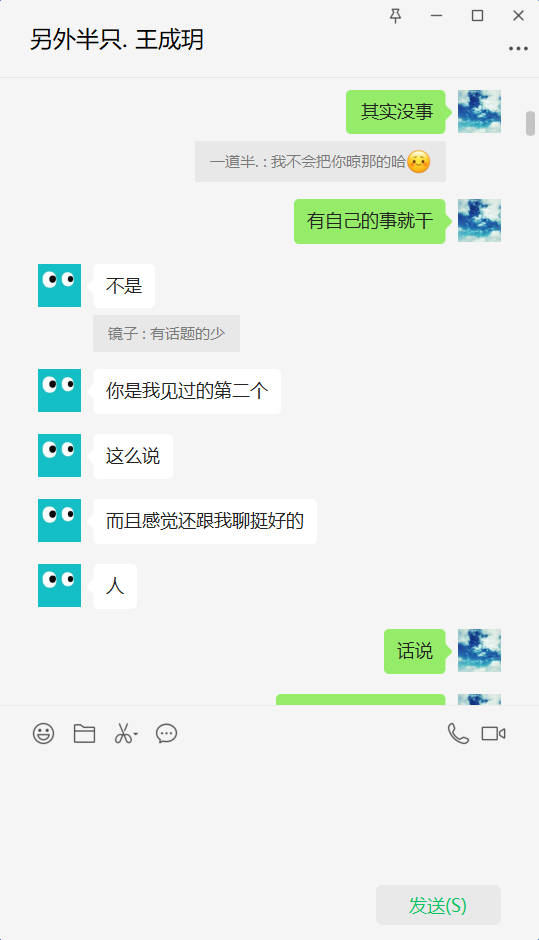 另外半只. 王成玥
其实没事
一道半. : 我不会把你晾那的哈
有自己的事就干
不是
镜子 : 有话题的少
你是我见过的第二个
这么说
而且感觉还跟我聊挺好的
人
话说
发送(S)